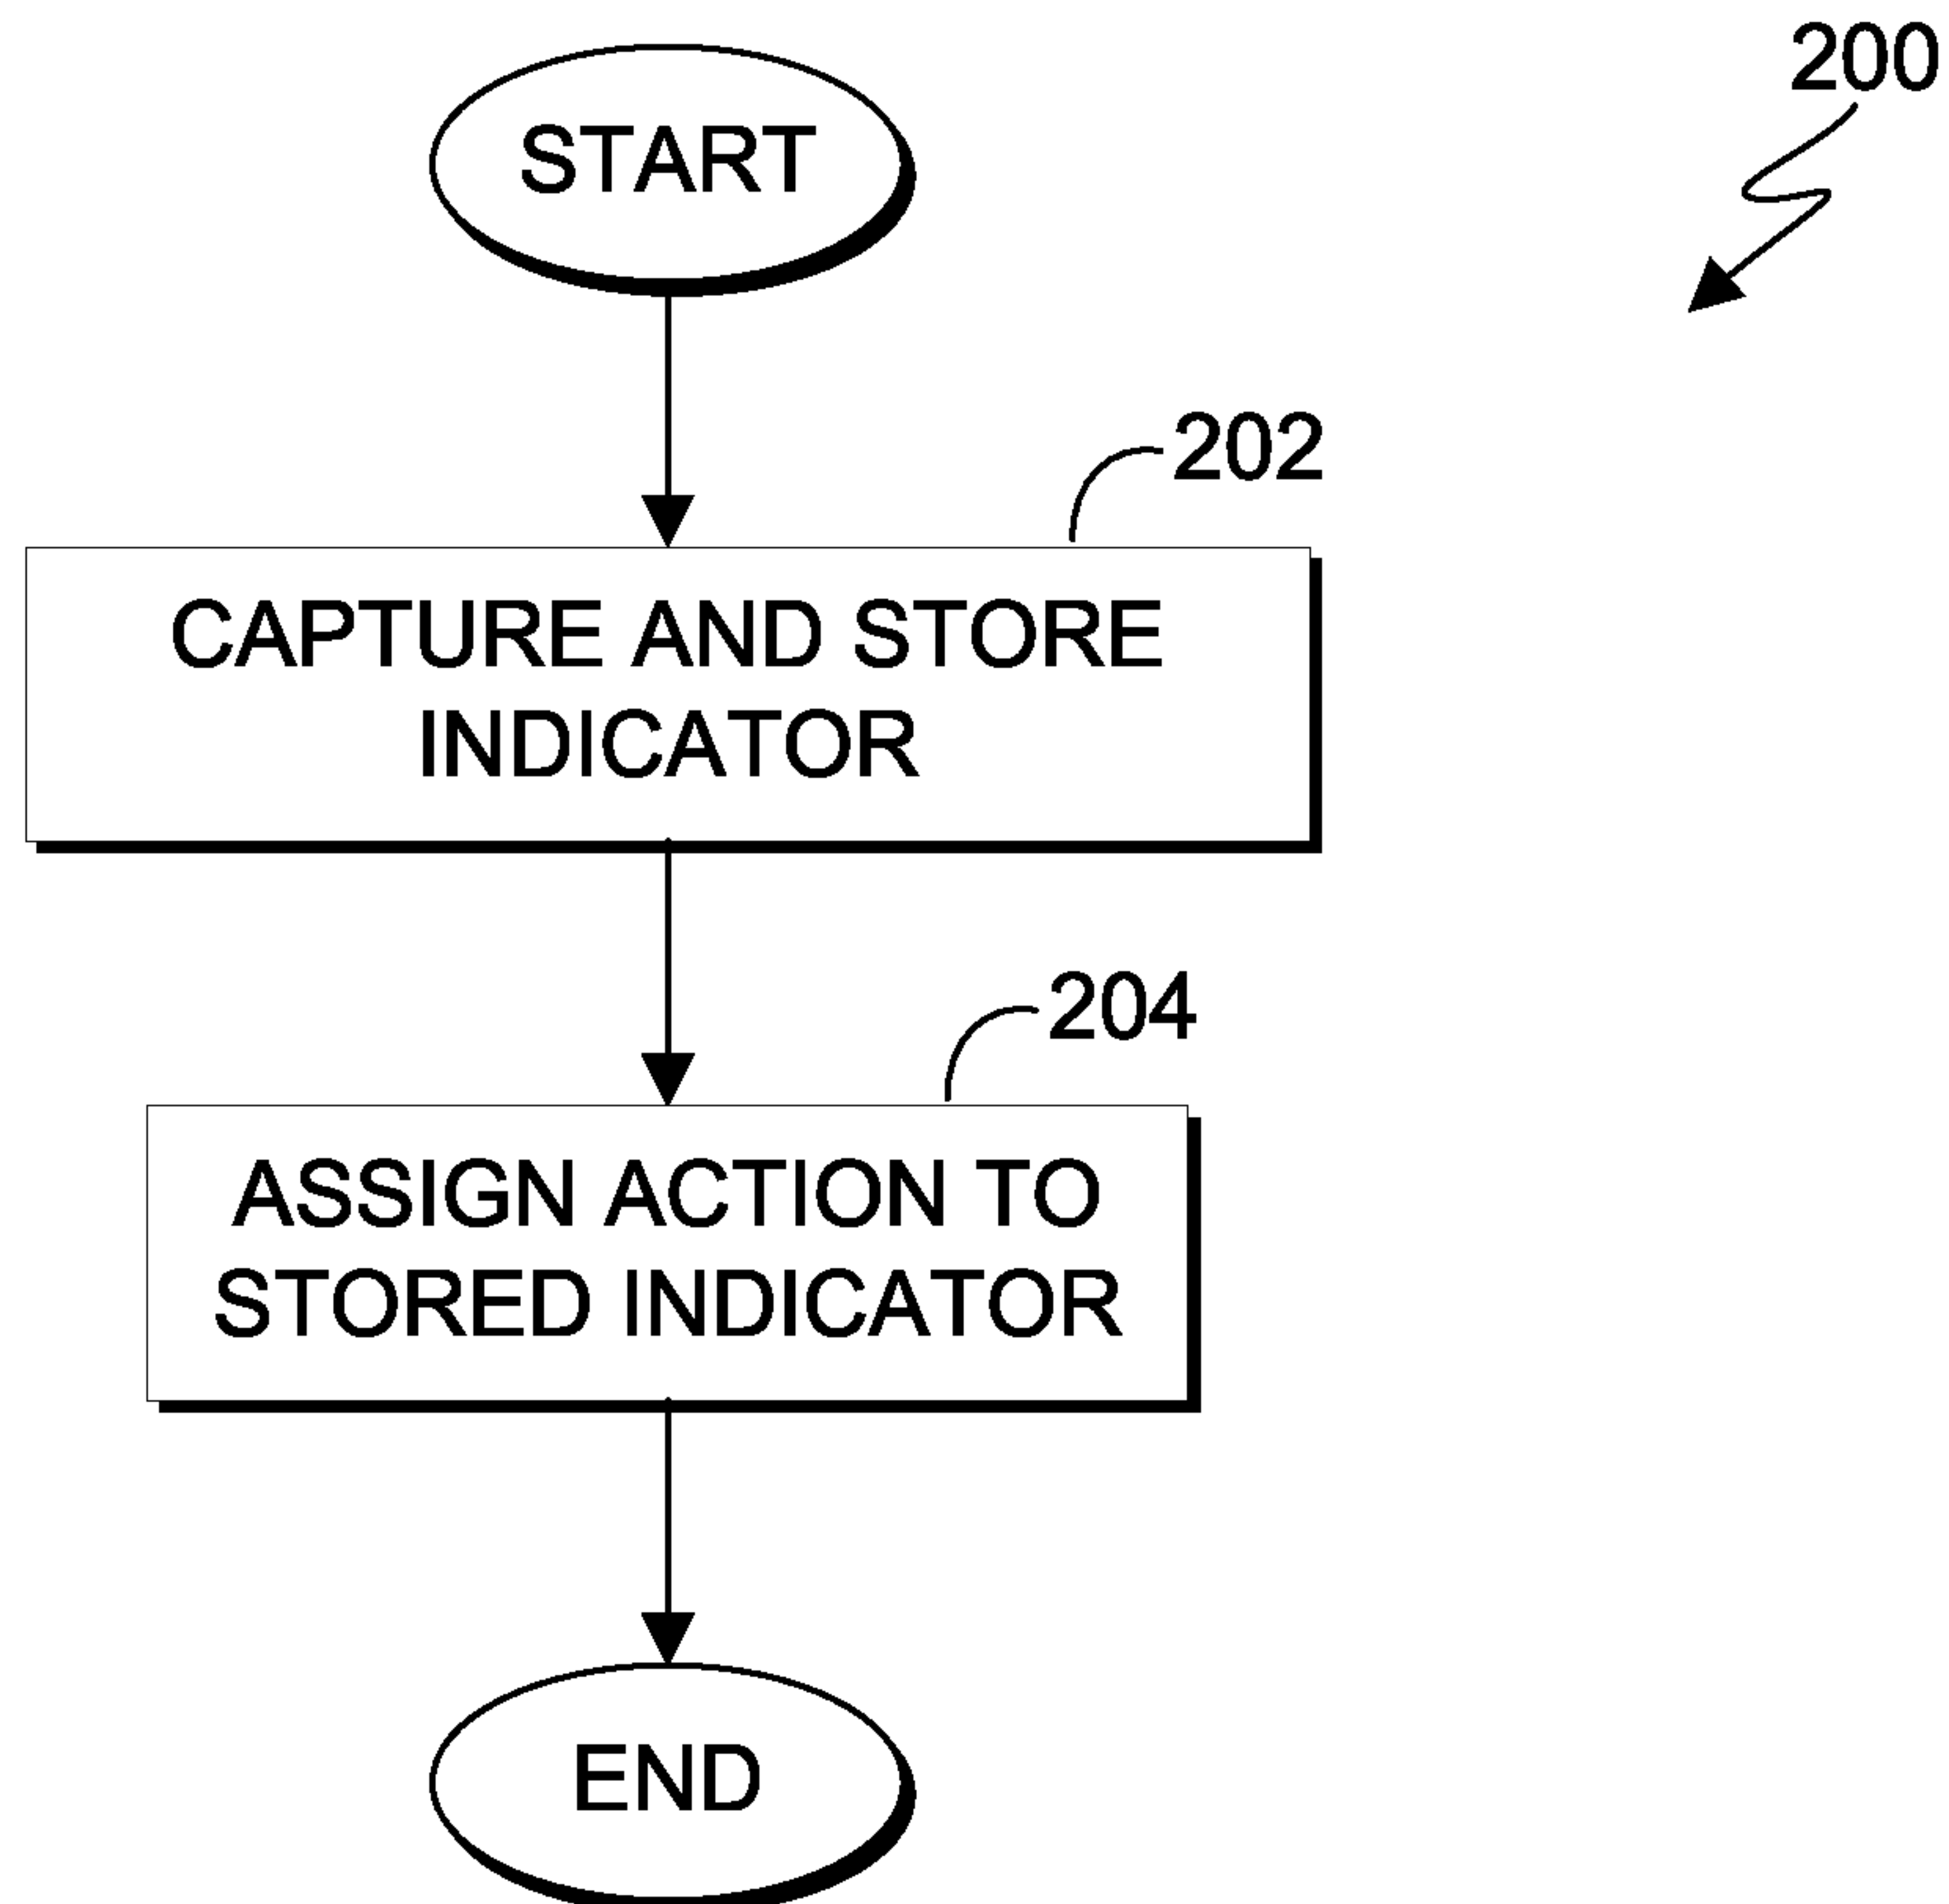 START
200
202
CAPTURE AND STORE
INDICATOR
204
ASSIGN ACTION TO
STORED INDICATOR
END